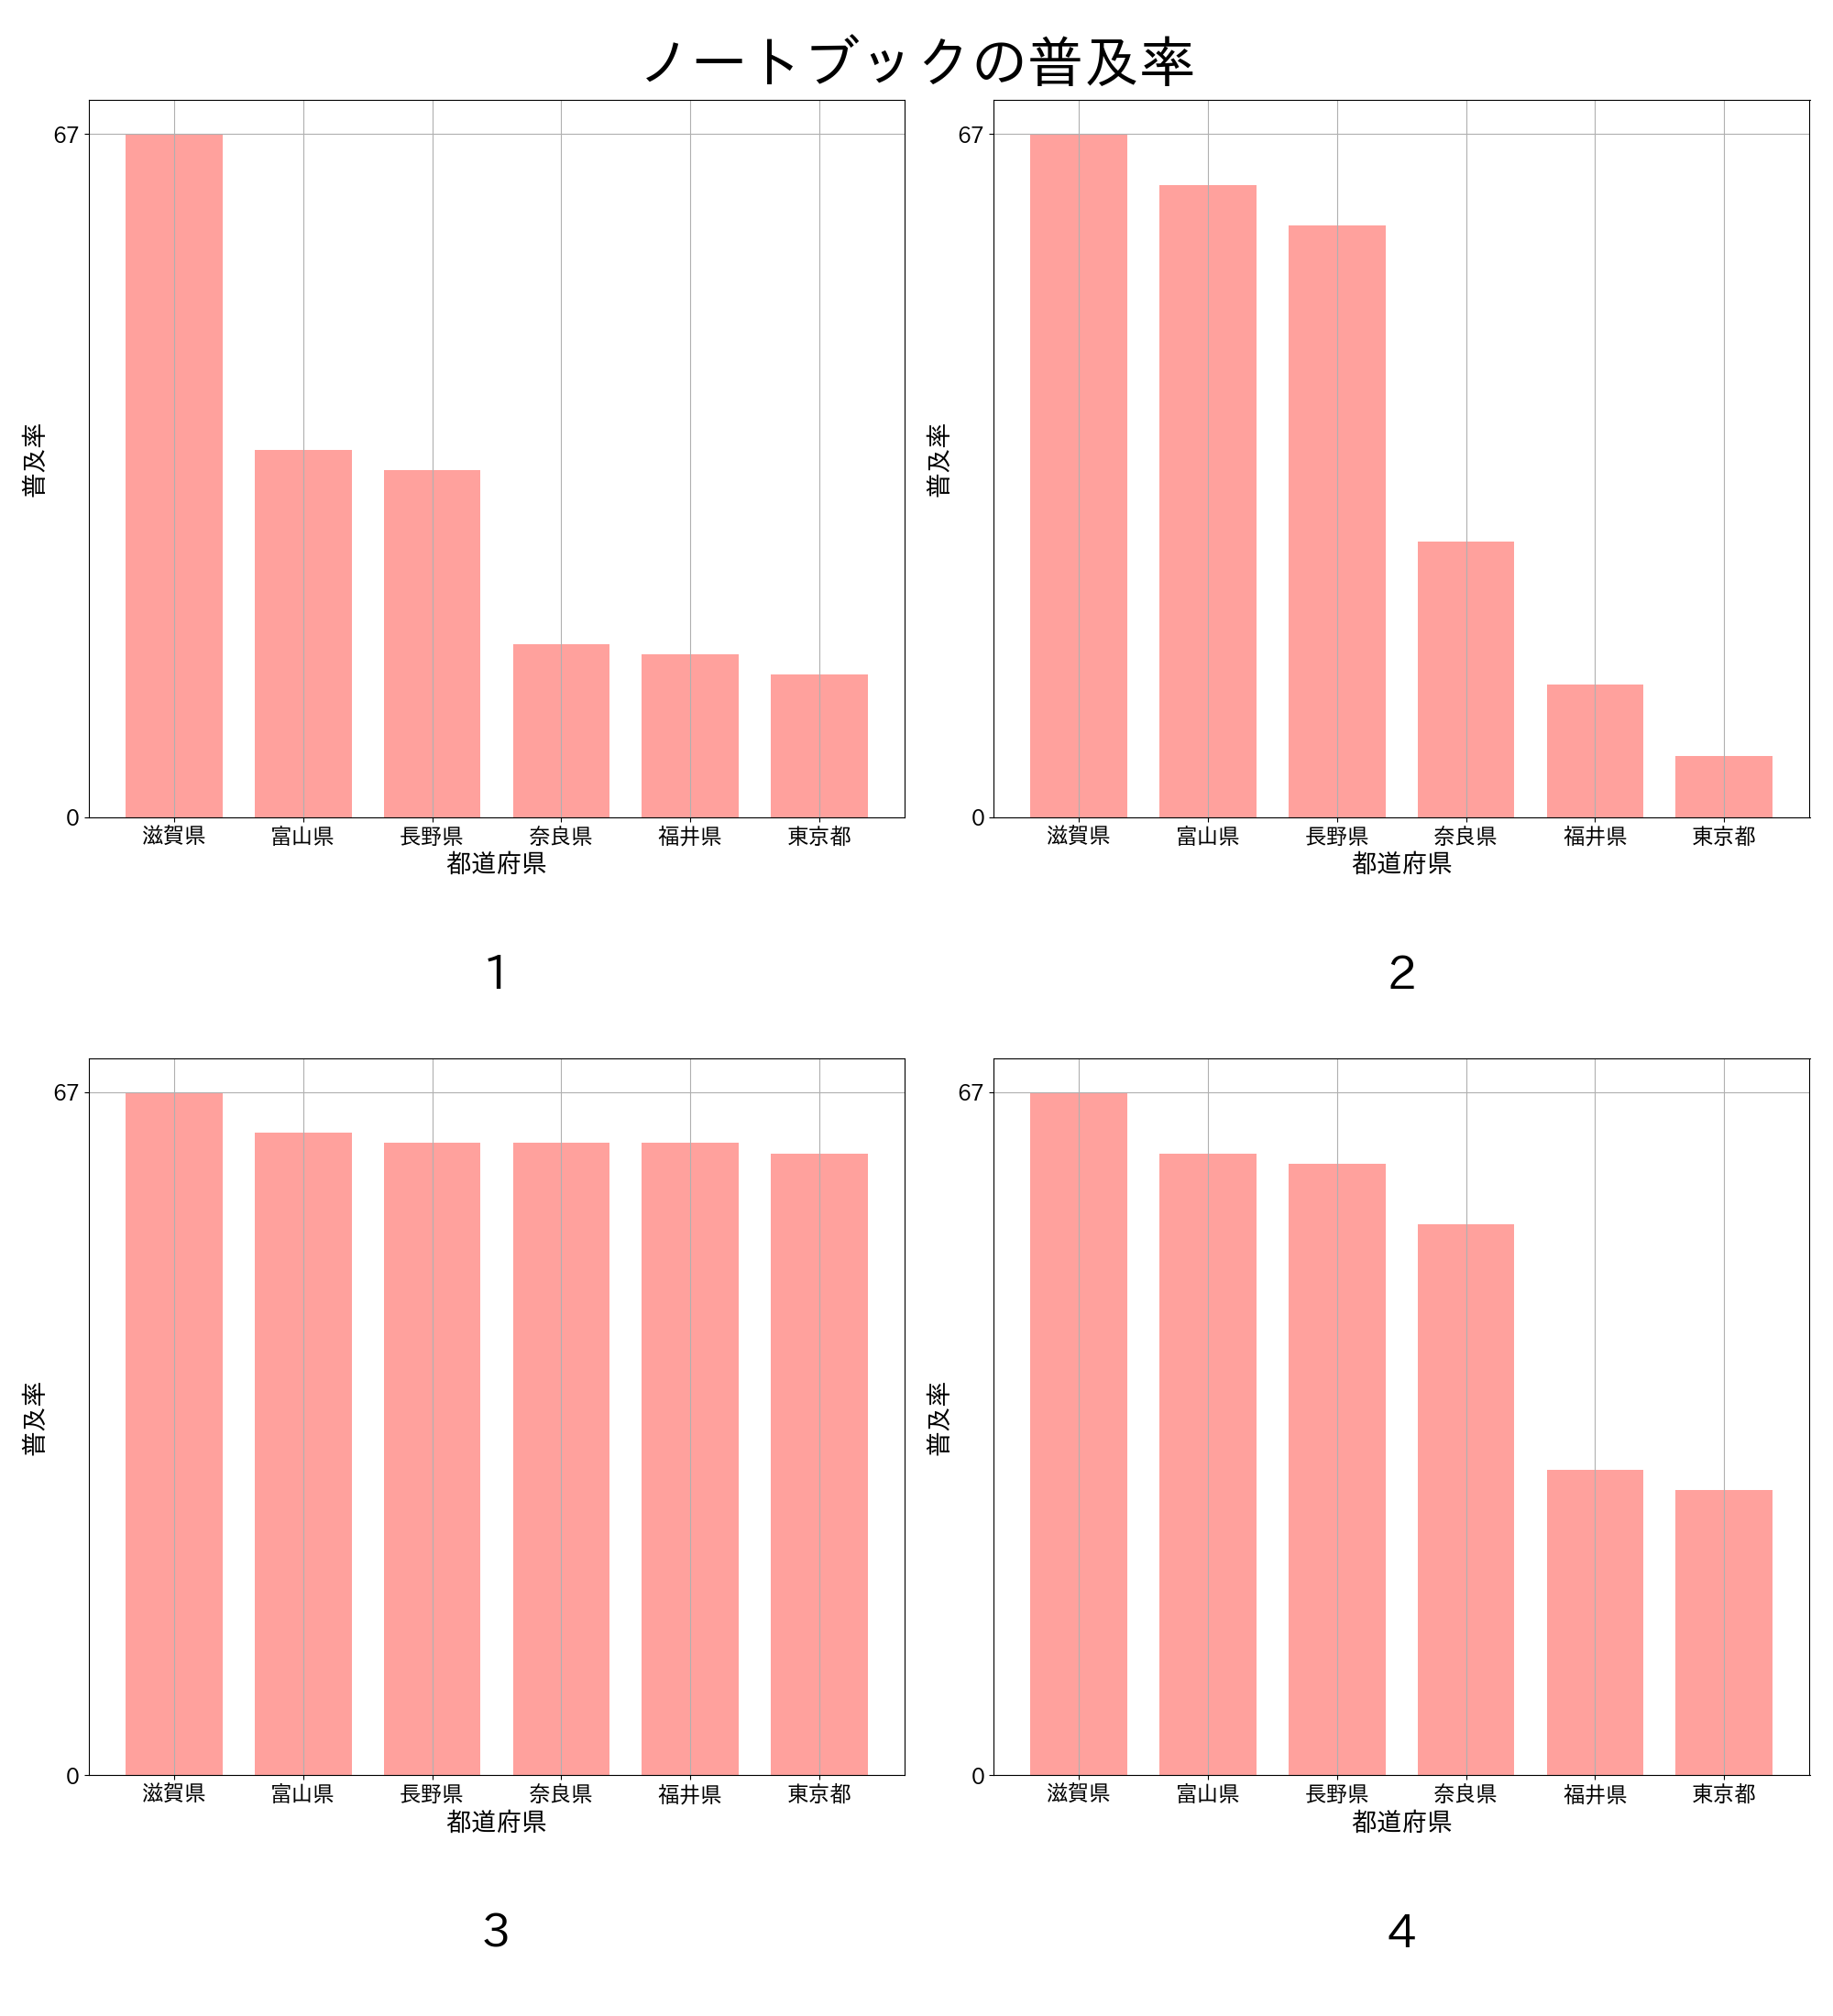 ノートブックの普及率
67
0
普及率
滋賀県 富山県 長野県 奈良県 福井県 東京都
都道府県
1
67
0
普及率
滋賀県 富山県 長野県 奈良県 福井県 東京都
都道府県
2
67
0
普及率
滋賀県 富山県 長野県 奈良県 福井県 東京都
都道府県
3
67
0
普及率
滋賀県 富山県 長野県 奈良県 福井県 東京都
都道府県
4